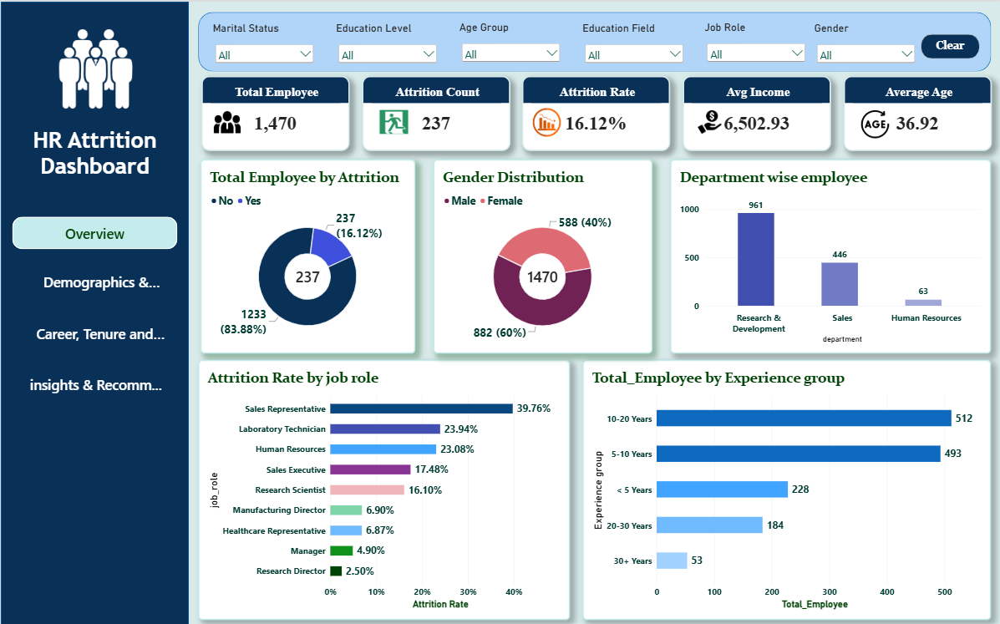 HR Attrition
Dashboard
Overview
Demographics &...
Career, Tenure and...
insights & Recomm...
Marital Status
All
Education Level
All
Age Group
All
Education Field
All
Job Role
All
Gender
All
Clear
Total Employee
1,470
Attrition Count
237
Attrition Rate
16.12%
Avg Income
$
6,502.93
Average Age
AGE
36.92
Total Employee by Attrition
No Yes
237
(16.12%)
237
1233
(83.88%)
Gender Distribution
Male Female
588 (40%)
1470
882 (60%)
Department wise employee
1000
500
0
961
446
63
Research &
Development
Sales
Human Resources
department
Attrition Rate by job role
job_role
Sales Representative 39.76%
Laboratory Technician 23.94%
Human Resources 23.08%
Sales Executive 17.48%
Research Scientist 16.10%
Manufacturing Director 6.90%
Healthcare Representative 6.87%
Manager 4.90%
Research Director 2.50%
0% 10% 20% 30% 40%
Attrition Rate
Total_Employee by Experience group
Experience group
10-20 Years 512
5-10 Years 493
< 5 Years 228
20-30 Years 184
30+ Years 53
0 100 200 300 400 500
Total_Employee